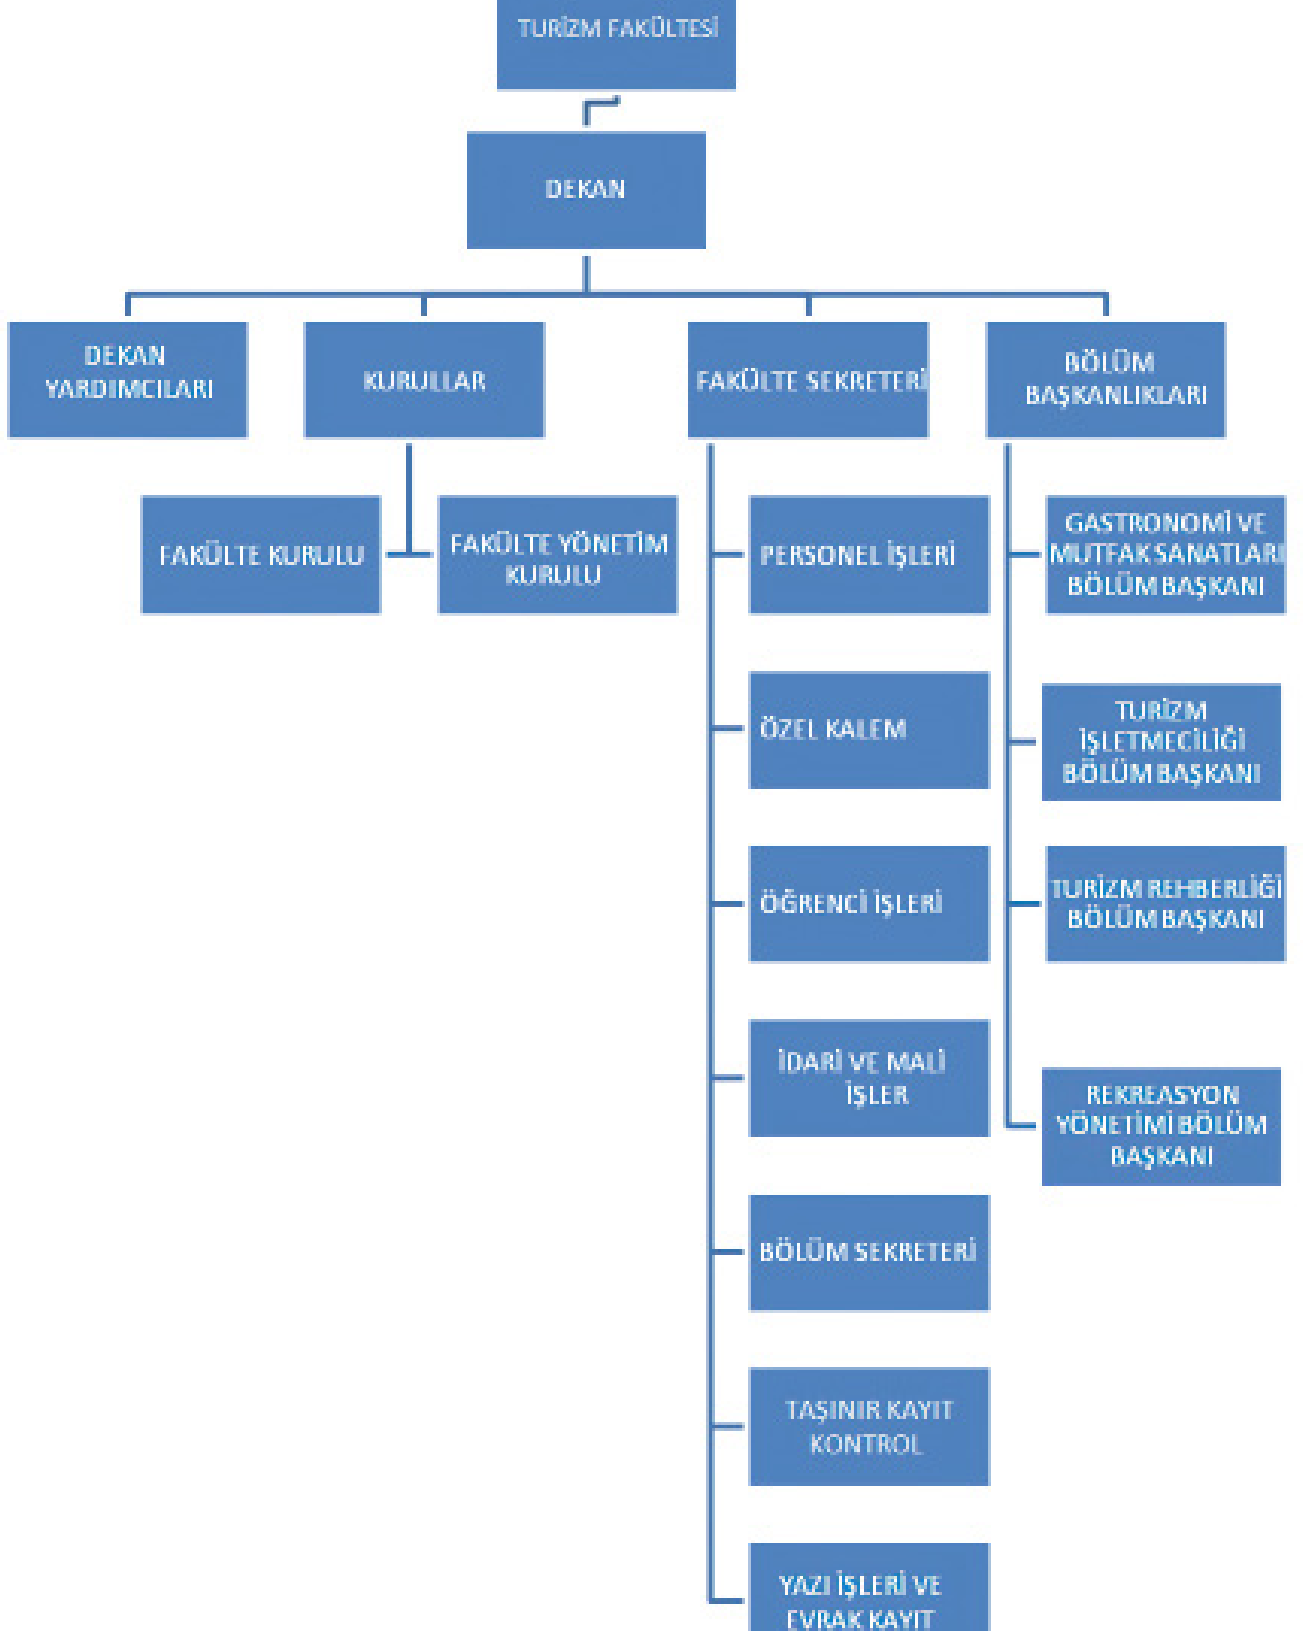 TURİZM FAKÜLTESİ
DEKAN
DEKAN
YARDIMCILARI
KURULLAR
FAKÜLTE SEKRETERİ
BÖLÜM
BAŞKANLIKLARI
FAKÜLTE KURULU
FAKÜLTE YÖNETİM
KURULU
PERSONEL İŞLERİ
ÖZEL KALEM
ÖĞRENCİ İŞLERİ
İDARİ VE MALİ
İŞLER
BÖLÜM SEKRETERİ
TAŞINIR KAYIT
KONTROL
YAZI İŞLERİ VE
EVRAK KAYIT
GASTRONOMİ VE
MUTFAK SANATLARI
BÖLÜM BAŞKANI
TURİZM
İŞLETMECİLİĞİ
BÖLÜM BAŞKANI
TURİZM REHBERLİĞİ
BÖLÜM BAŞKANI
REKREASYON
YÖNETİMİ BÖLÜM
BAŞKANI